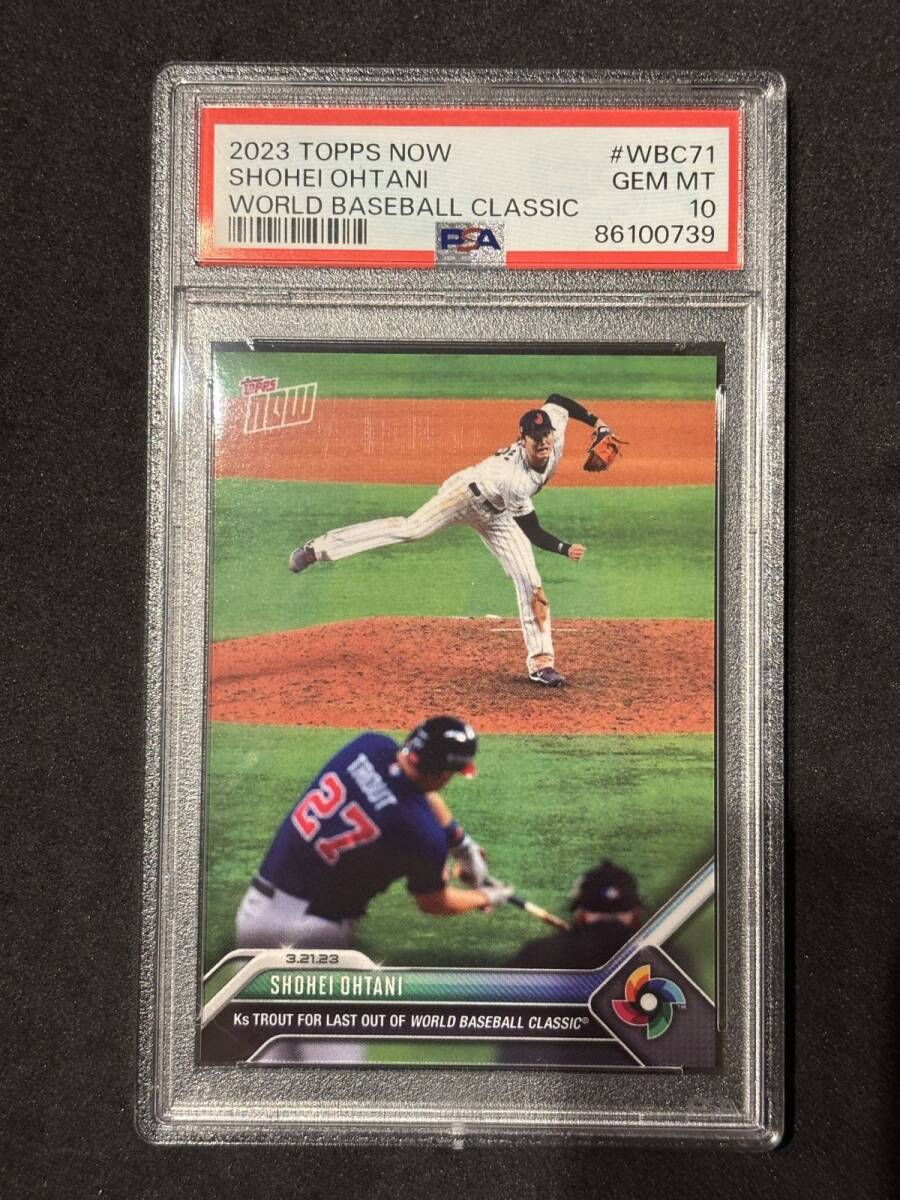 2023 TOPPS NOW #WBC71
SHOHEI OHTANI GEM MT
WORLD BASEBALL CLASSIC 10
PSA 86100739
TOPPS
NOW
J
TROUT
27
3.21.23
SHOHEI OHTANI
Ks TROUT FOR LAST OUT OF WORLD BASEBALL CLASSIC®
TM